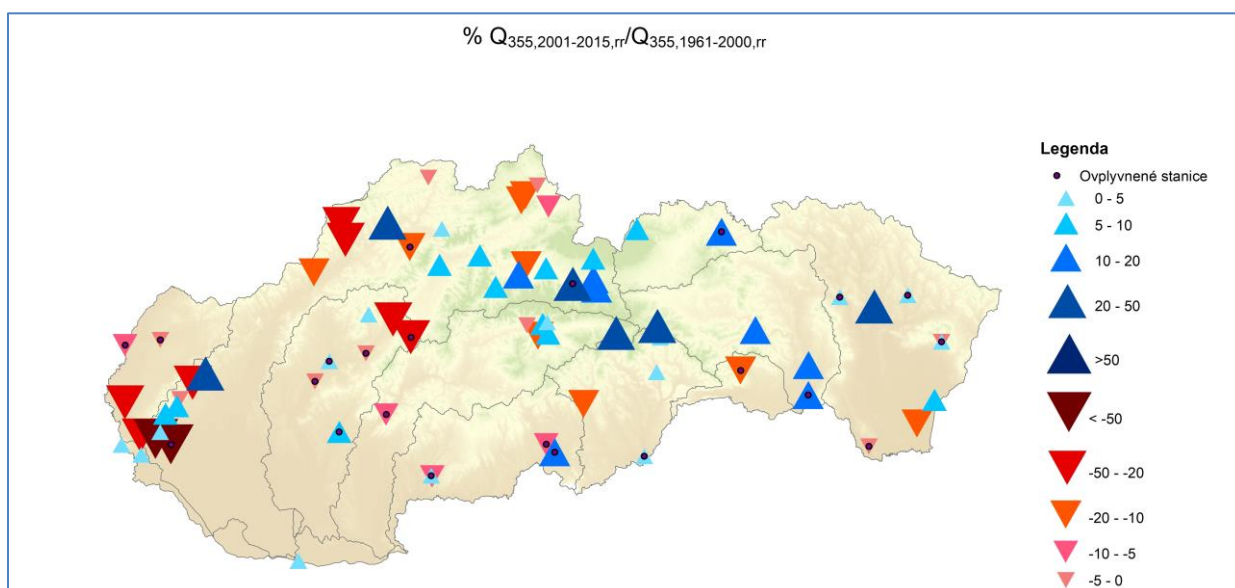 % Q355,2001-2015,rr/Q355,1961-2000,rr
Legenda
Ovplyvnené stanice
0 - 5
5 - 10
10 - 20
20 - 50
>50
< -50
-50 - -20
-20 - -10
-10 - -5
-5 - 0